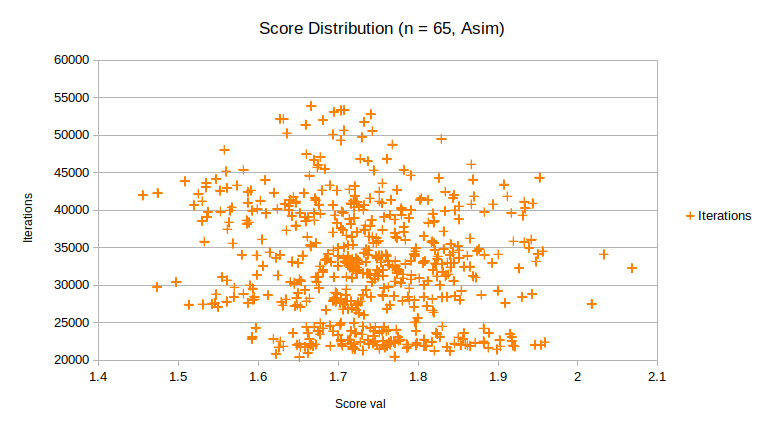 Score Distribution (n = 65, Asim)
60000
55000
50000
45000
40000
35000
30000
25000
20000
Iterations
Iterations
1.4 1.5 1.6 1.7 1.8 1.9 2 2.1
Score val